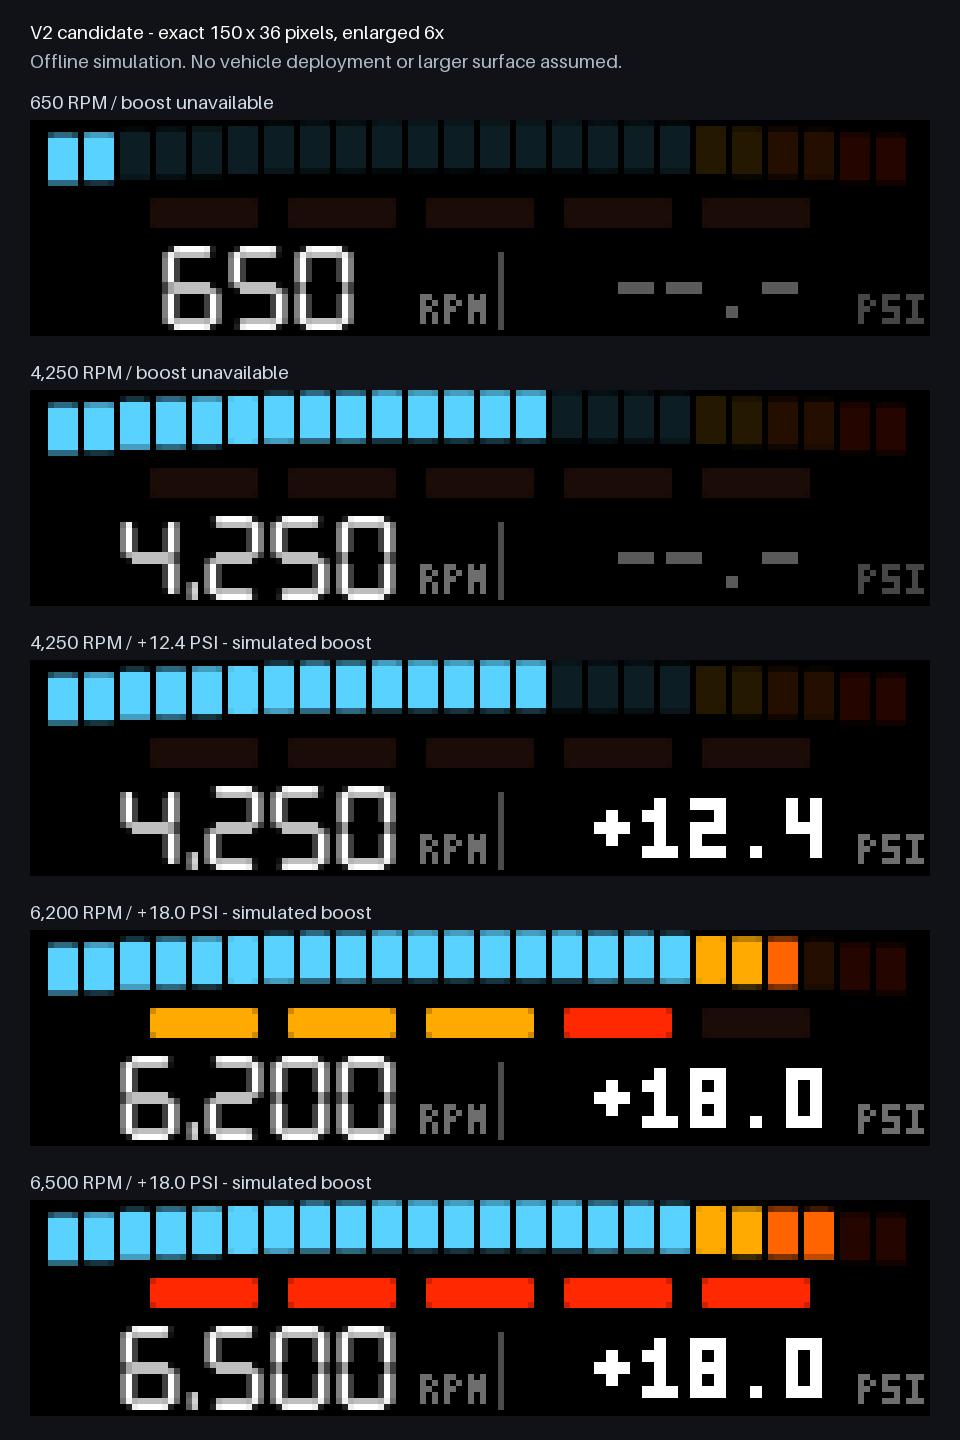 V2 candidate - exact 150 x 36 pixels, enlarged 6x
Offline simulation. No vehicle deployment or larger surface assumed.
650 RPM / boost unavailable
650 RPM --.- PSI
4,250 RPM / boost unavailable
4,250 RPM --.- PSI
4,250 RPM / +12.4 PSI - simulated boost
4,250 RPM +12.4 PSI
6,200 RPM / +18.0 PSI - simulated boost
6,200 RPM +18.0 PSI
6,500 RPM / +18.0 PSI - simulated boost
6,500 RPM +18.0 PSI